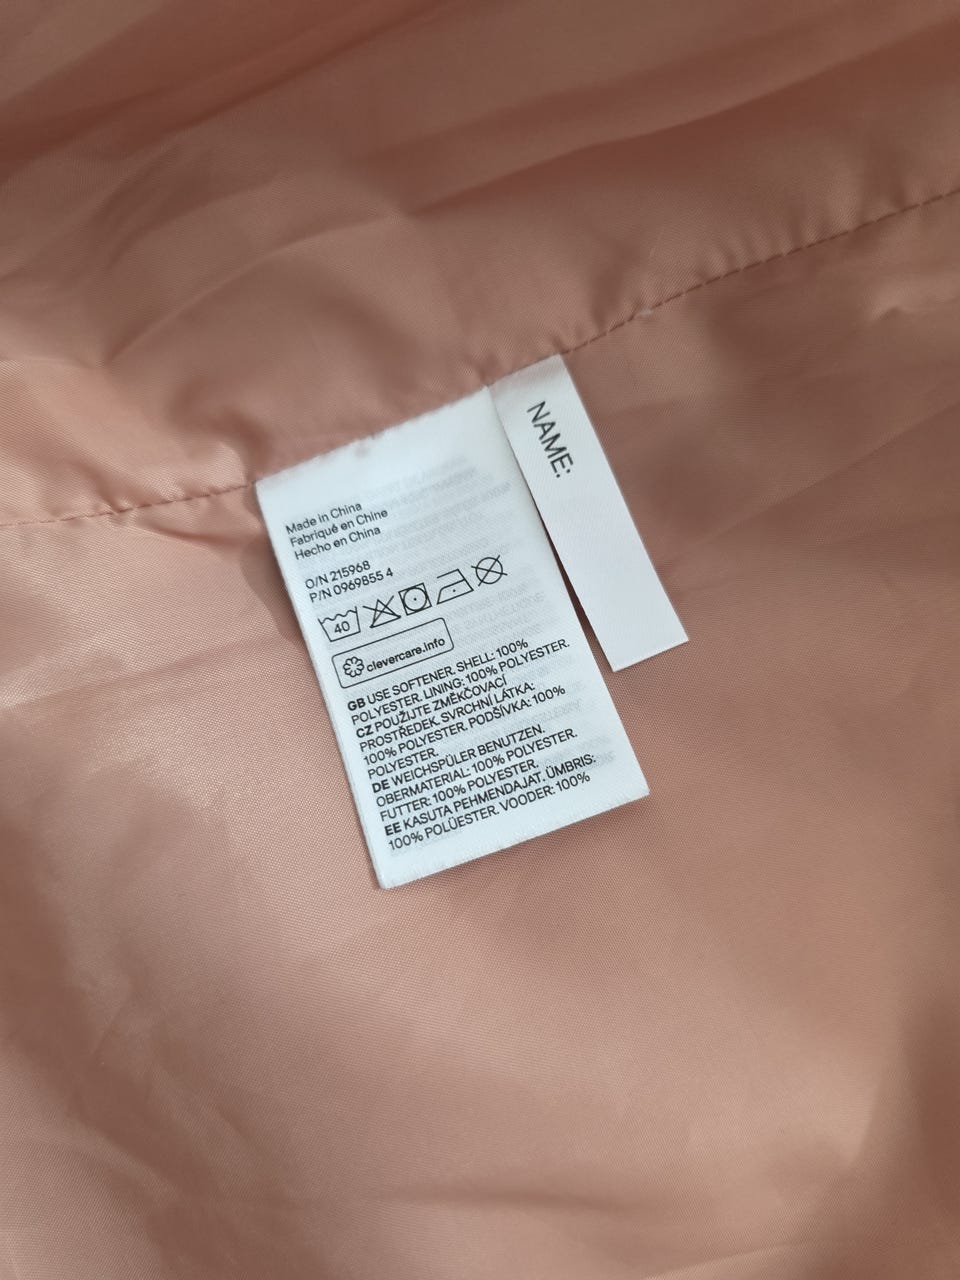 Made in China
Fabriqué en Chine
Hecho en China
O/N 215968
P/N 0969855 4
40
clevercare.info
GB USE SOFTENER. SHELL: 100%
POLYESTER. LINING: 100% POLYESTER.
CZ POUŽIJTE ZMĚKČOVACÍ
PROSTŘEDEK. SVRCHNÍ LÁTKA:
100% POLYESTER. PODŠÍVKA: 100%
POLYESTER.
DE WEICHSPÜLER BENUTZEN.
OBERMATERIAL: 100% POLYESTER.
FUTTER: 100% POLYESTER.
EE KASUTA PEHMENDAJAT. ÜMBRIS:
100% POLÜESTER. VOODER: 100%
NAME: